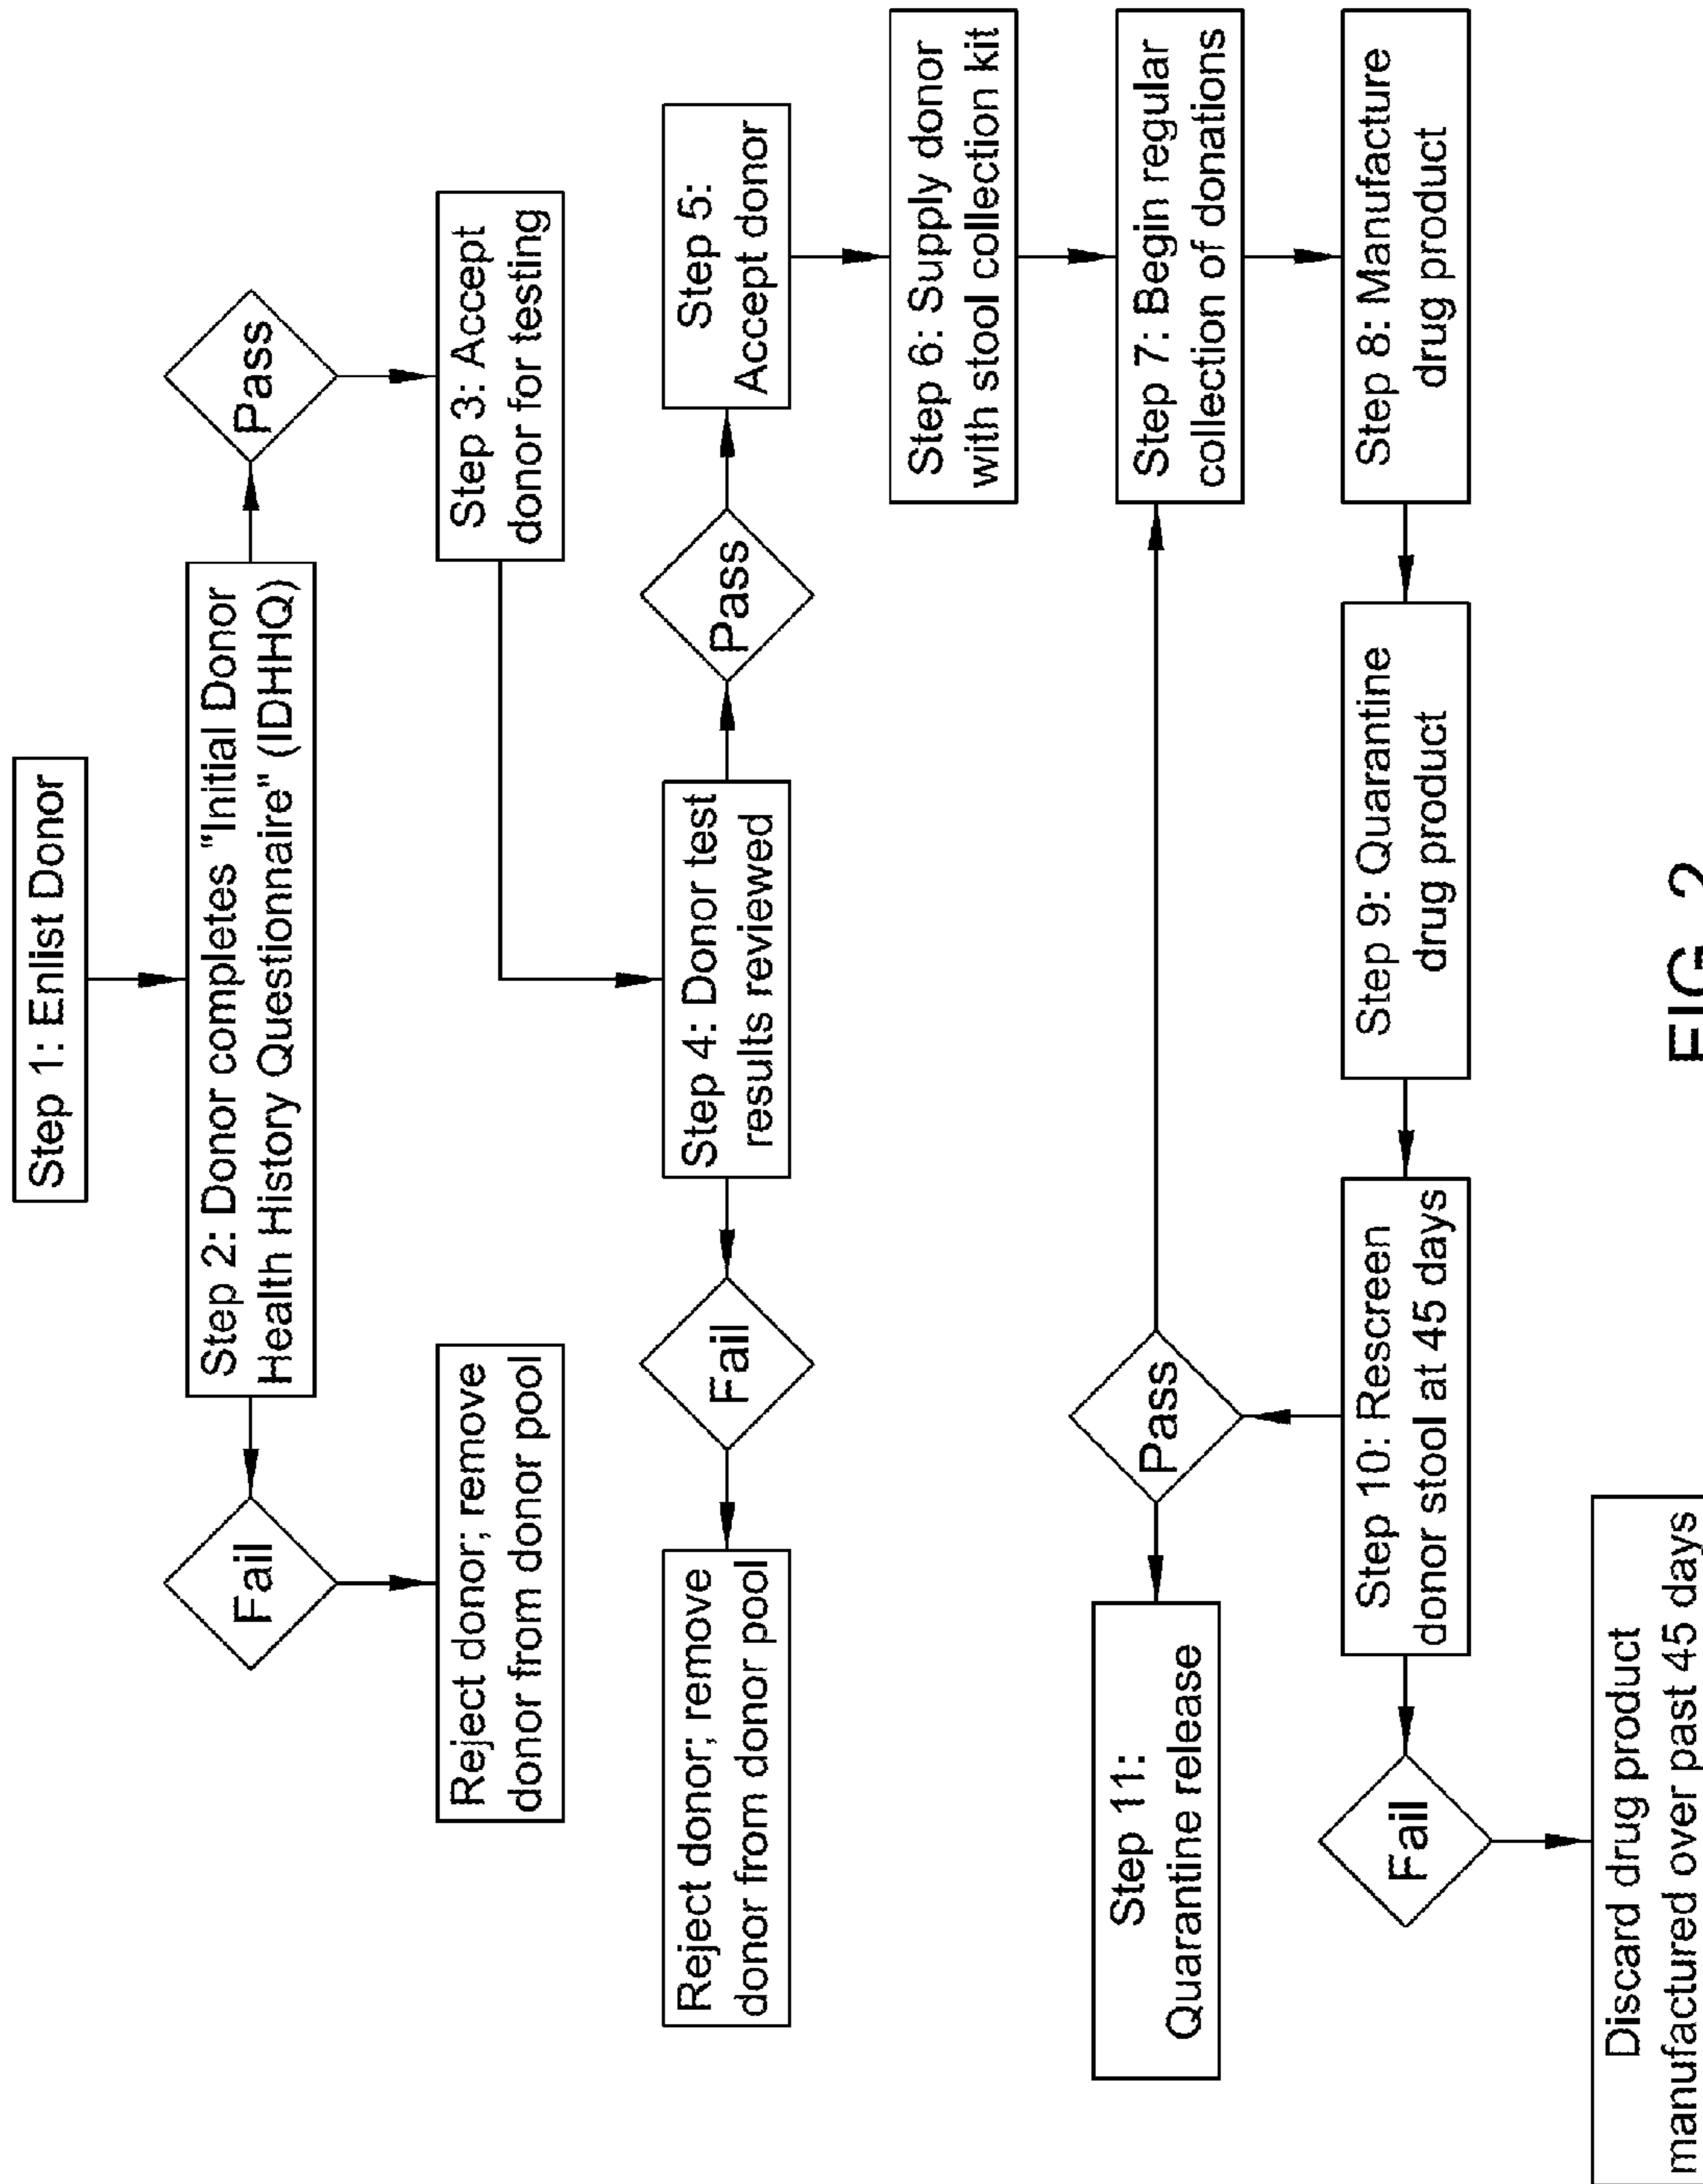 Step 1: Enlist Donor
Step 2: Donor completes "Initial Donor
Health History Questionnaire" (IDHHQ)
Fail
Pass
Reject donor; remove
donor from donor pool
Step 3: Accept
donor for testing
Reject donor; remove
donor from donor pool
Fail
Step 4: Donor test
results reviewed
Pass
Step 5:
Accept donor
Step 6: Supply donor
with stool collection kit
Step 11:
Quarantine release
Pass
Step 7: Begin regular
collection of donations
Fail
Step 10: Rescreen
donor stool at 45 days
Step 9: Quarantine
drug product
Step 8: Manufacture
drug product
Discard drug product
manufactured over past 45 days
FIG. 2